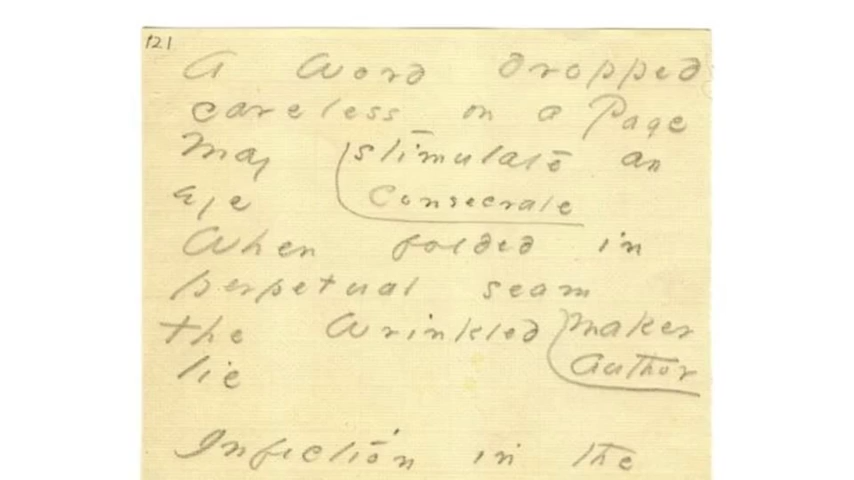 121
A Word dropped
careless on a Page
May stimulate an
eye consecrate
When folded in
perpetual seam
the Wrinkled maker
lie author
Infection in the